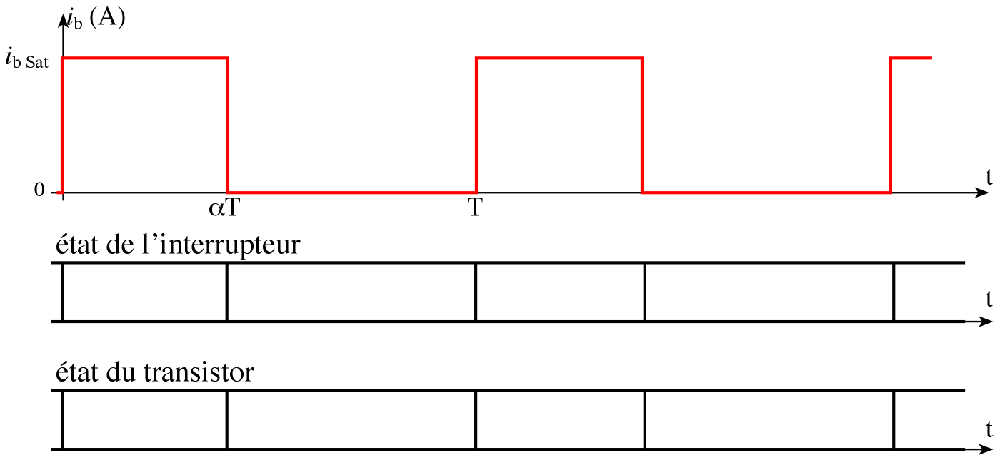 i_b (A)
i_b Sat
0
t
αT
T
état de l’interrupteur
t
état du transistor
t